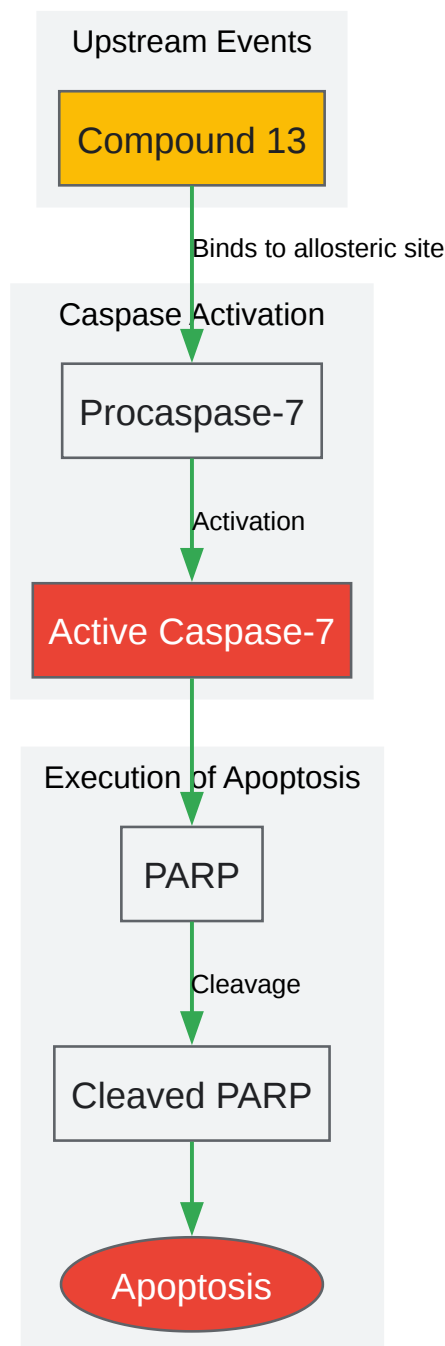 Upstream Events
Compound 13
Binds to allosteric site
Caspase Activation
Procaspase-7
Activation
Active Caspase-7
Execution of Apoptosis
PARP
Cleavage
Cleaved PARP
Apoptosis